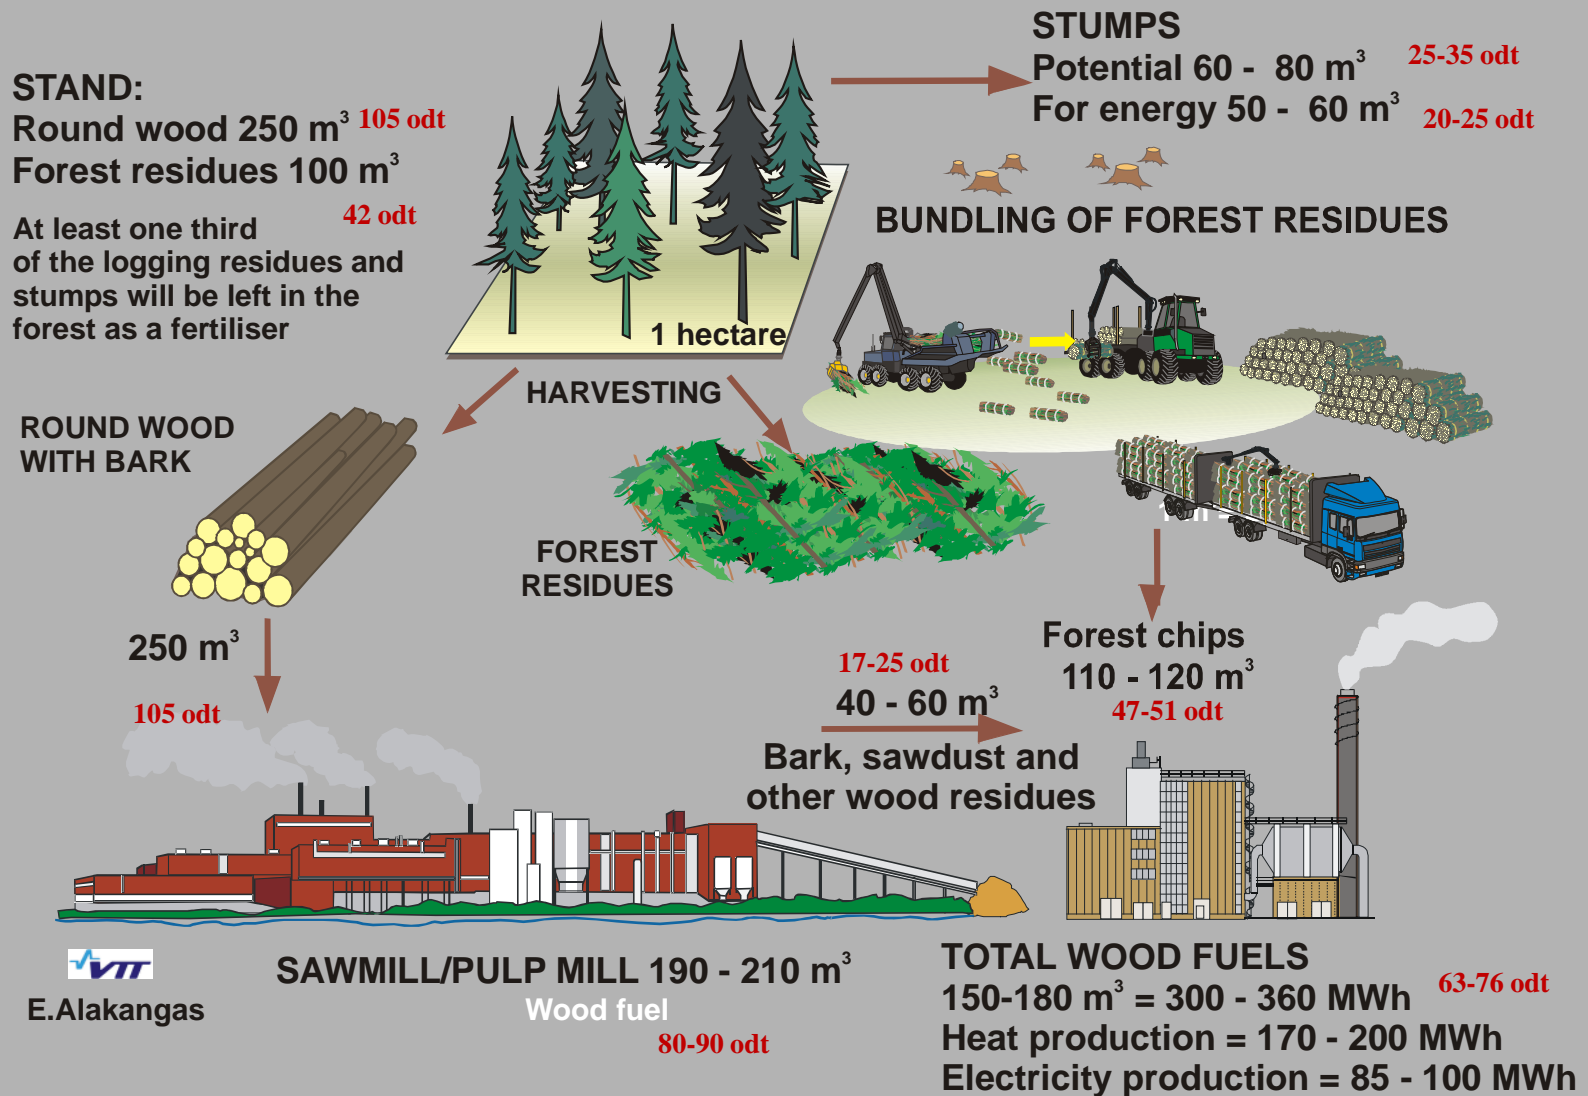 STAND:
Round wood 250 m³ 105 odt
Forest residues 100 m³
42 odt
At least one third
of the logging residues and
stumps will be left in the
forest as a fertiliser
1 hectare
STUMPS
Potential 60 - 80 m³ 25-35 odt
For energy 50 - 60 m³ 20-25 odt
BUNDLING OF FOREST RESIDUES
HARVESTING
ROUND WOOD
WITH BARK
FOREST
RESIDUES
250 m³
105 odt
Forest chips
110 - 120 m³
47-51 odt
17-25 odt
40 - 60 m³
Bark, sawdust and
other wood residues
VTT
E.Alakangas
SAWMILL/PULP MILL 190 - 210 m³
Wood fuel
80-90 odt
TOTAL WOOD FUELS
150-180 m³ = 300 - 360 MWh 63-76 odt
Heat production = 170 - 200 MWh
Electricity production = 85 - 100 MWh